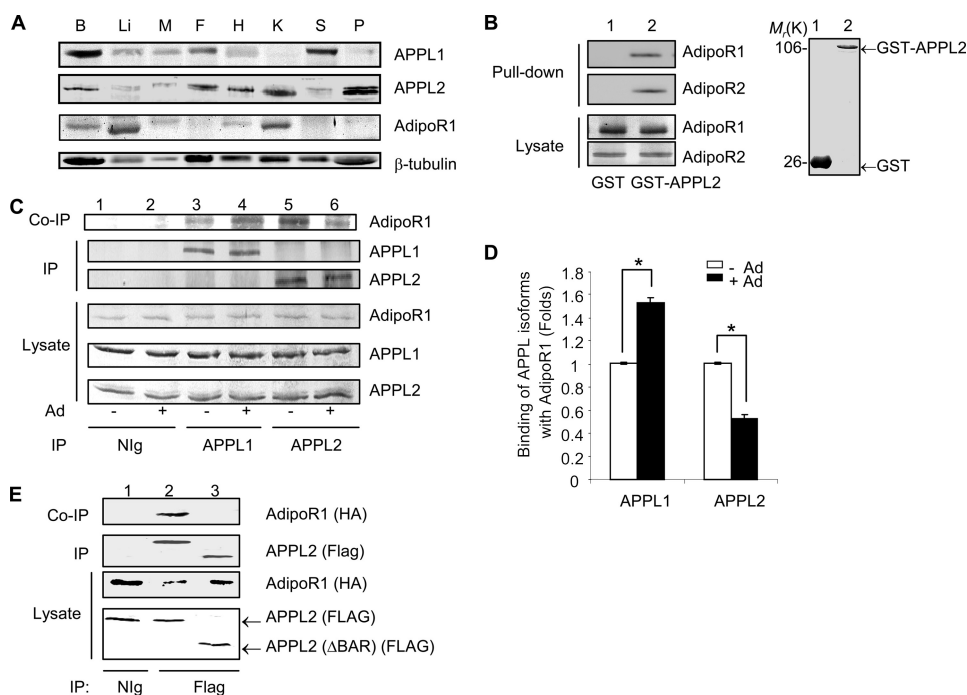 A
B Li M F H K S P
APPL1
APPL2
AdipoR1
β-tubulin
B
1 2
Pull-down
AdipoR1
AdipoR2
Lysate
AdipoR1
AdipoR2
GST GST-APPL2
Mr(K) 1 2
106-
←GST-APPL2
26-
←GST
C
1 2 3 4 5 6
Co-IP
AdipoR1
IP
APPL1
APPL2
Lysate
AdipoR1
APPL1
APPL2
Ad - + - + - +
IP NIg APPL1 APPL2
D
Binding of APPL isoforms
with AdipoR1 (Folds)
1.8
1.6
1.4
1.2
1
0.8
0.6
0.4
0.2
0
- Ad
+ Ad
*
*
APPL1 APPL2
E
1 2 3
Co-IP
AdipoR1 (HA)
IP
APPL2 (Flag)
Lysate
AdipoR1 (HA)
← APPL2 (FLAG)
← APPL2 (ΔBAR) (FLAG)
IP: NIg Flag